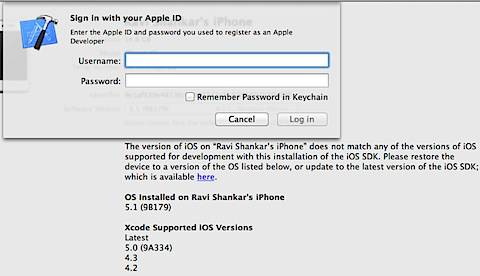 Sign in with your Apple ID
Enter the Apple ID and password you used to register as an Apple
Developer
Username:
Password:
Remember Password in Keychain
Cancel
Log in
The version of iOS on “Ravi Shankar's iPhone” does not match any of the versions of iOS
supported for development with this installation of the iOS SDK. Please restore the
device to a version of the OS listed below, or update to the latest version of the iOS SDK;
which is available here.
OS Installed on Ravi Shankar's iPhone
5.1 (9B179)
Xcode Supported iOS Versions
Latest
5.0 (9A334)
4.3
4.2